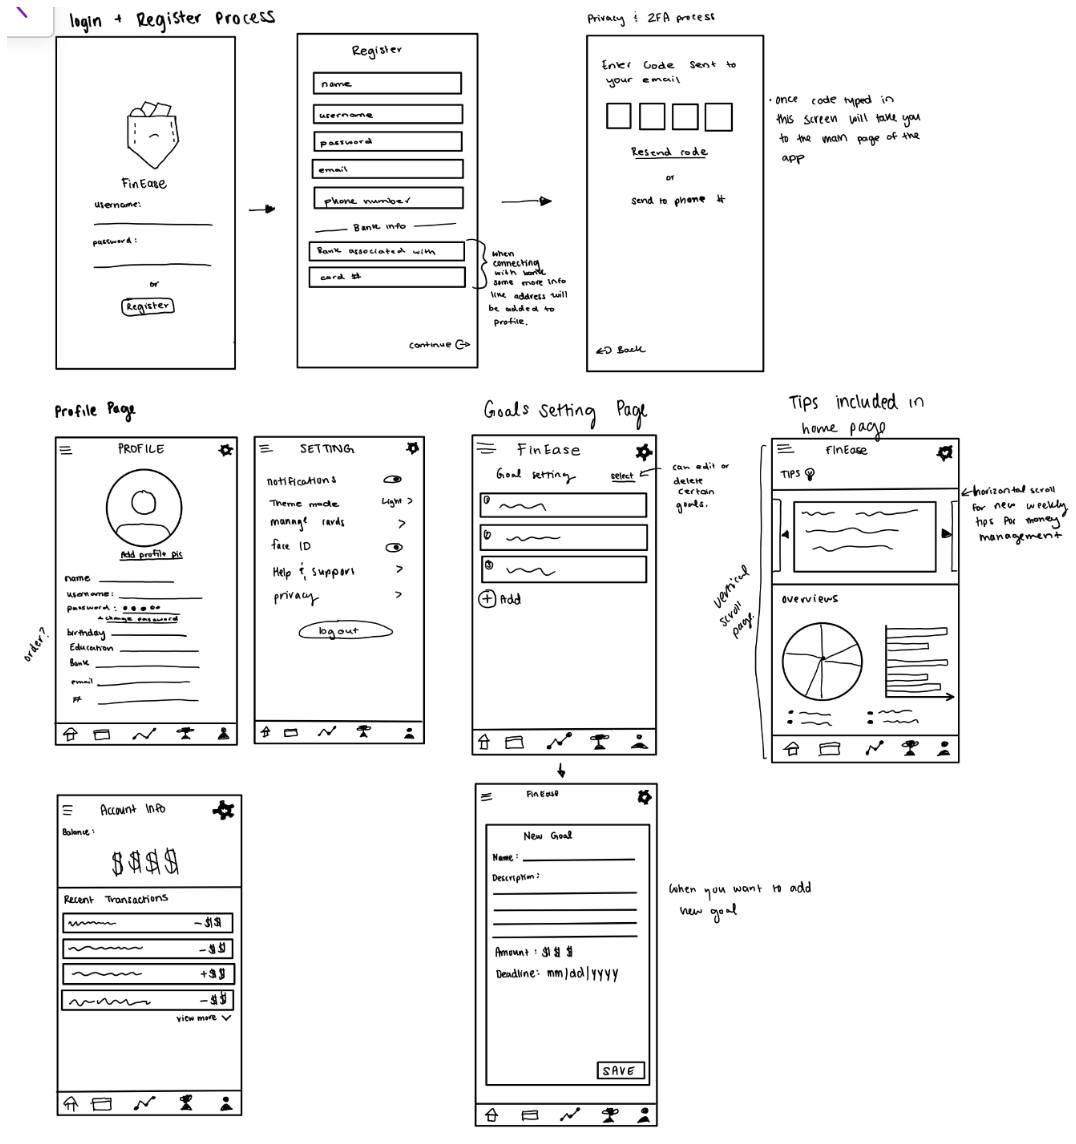 login + Register Process
FinEase
username:
password:
or
Register
Register
name
username
password
email
phone number
Bank info
Bank associated with
card #
continue
when
connecting
with bank
some more info
like address will
be added to
profile.
Privacy & 2FA process
Enter Code sent to
your email
Resend code
or
send to phone #
Back
• once code typed in
this screen will take you
to the main page of the
app
Profile Page
PROFILE
Add profile pic
name
username:
password:
+ change password
birthday
Education
Bank
email
#
order?
SETTING
notifications
Theme mode Light >
manage cards >
face ID
Help & support >
privacy >
log out
Goals Setting Page
FinEase
Goal setting select
1
2
3
+ Add
can edit or
delete
certain
goals.
Tips included in
home page
FinEase
TIPS
overviews
vertical
scroll
page
horizontal scroll
for new weekly
tips for money
management
Account Info
Balance:
$$$$
Recent Transactions
-$$
-$$
+$$
-$$
view more
FinEase
New Goal
Name:
Description:
Amount: $$$
Deadline: mm/dd/yyyy
SAVE
when you want to add
new goal